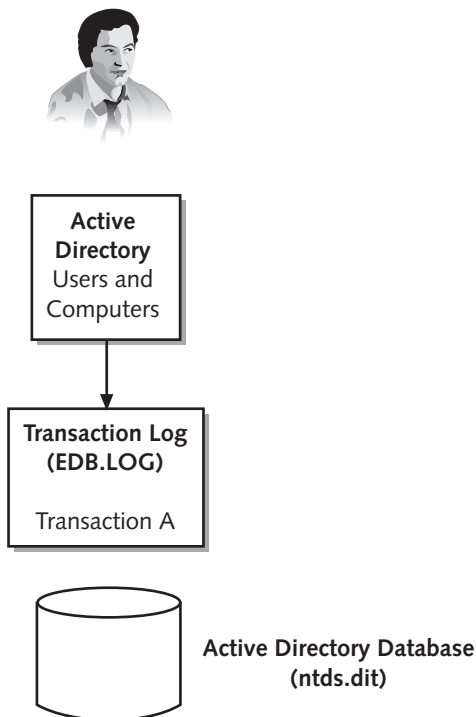 Active
Directory
Users and
Computers
Transaction Log
(EDB.LOG)
Transaction A
Active Directory Database
(ntds.dit)